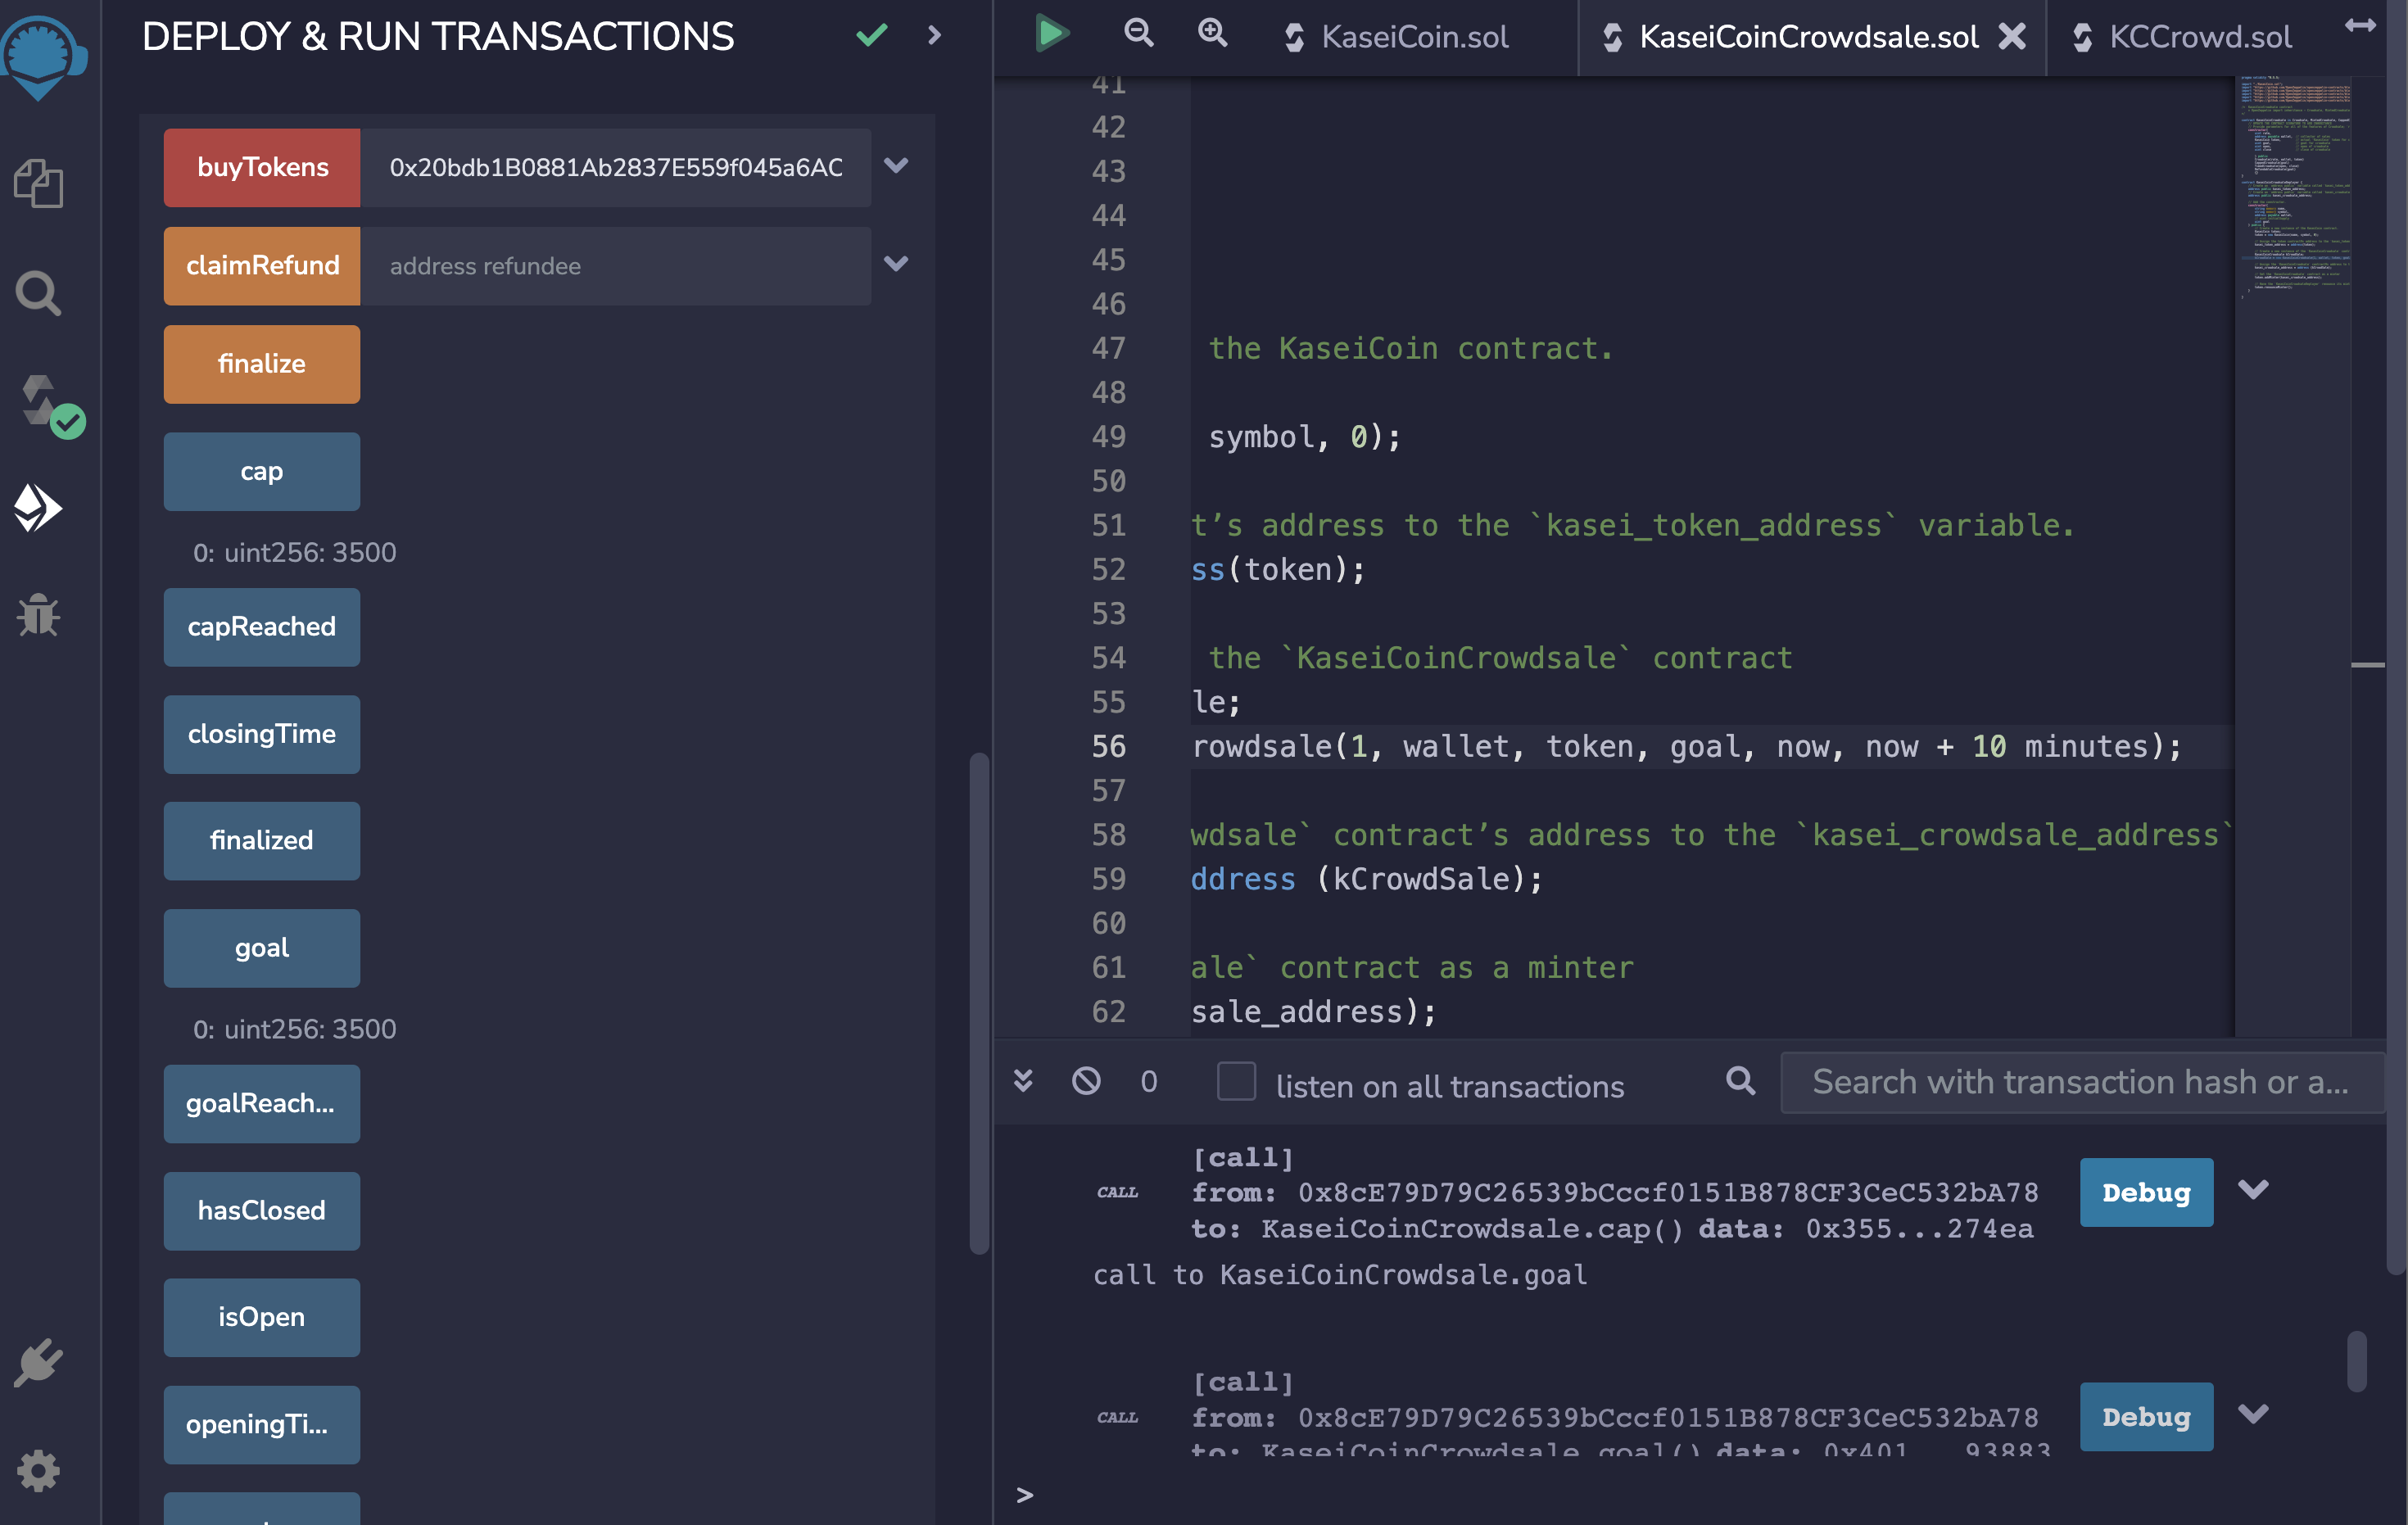 DEPLOY & RUN TRANSACTIONS
buyTokens 0x20bdb1B0881Ab2837E559f045a6AC
claimRefund address refundee
finalize
cap
0: uint256: 3500
capReached
closingTime
finalized
goal
0: uint256: 3500
goalReach...
hasClosed
isOpen
openingTi...
KaseiCoin.sol KaseiCoinCrowdsale.sol KCCrowd.sol
41
42
43
44
45
46
47 the KaseiCoin contract.
48
49 symbol, 0);
50
51 t’s address to the `kasei_token_address` variable.
52 ss(token);
53
54 the `KaseiCoinCrowdsale` contract
55 le;
56 rowdsale(1, wallet, token, goal, now, now + 10 minutes);
57
58 wdsale` contract’s address to the `kasei_crowdsale_address`
59 ddress (kCrowdSale);
60
61 ale` contract as a minter
62 sale_address);
0 listen on all transactions Search with transaction hash or a...
[call]
CALL from: 0x8cE79D79C26539bCccf0151B878CF3CeC532bA78 Debug
to: KaseiCoinCrowdsale.cap() data: 0x355...274ea
call to KaseiCoinCrowdsale.goal
[call]
CALL from: 0x8cE79D79C26539bCccf0151B878CF3CeC532bA78 Debug
to: KaseiCoinCrowdsale.goal() data: 0x401...93883
>